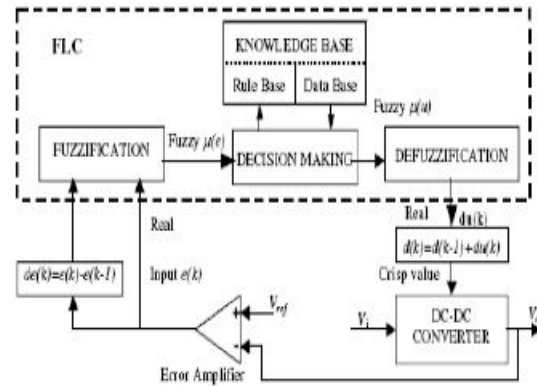 FLC
KNOWLEDGE BASE
Rule Base
Data Base
Fuzzy μ(u)
FUZZIFICATION
Fuzzy μ(e)
DECISION MAKING
DEFUZZIFICATION
Real
Real
du(k)
de(k)=e(k)-e(k-1)
Input e(k)
d(k)=d(k-1)+du(k)
Crisp value
+
Vref
-
Vi
DC-DC
CONVERTER
Error Amplifier